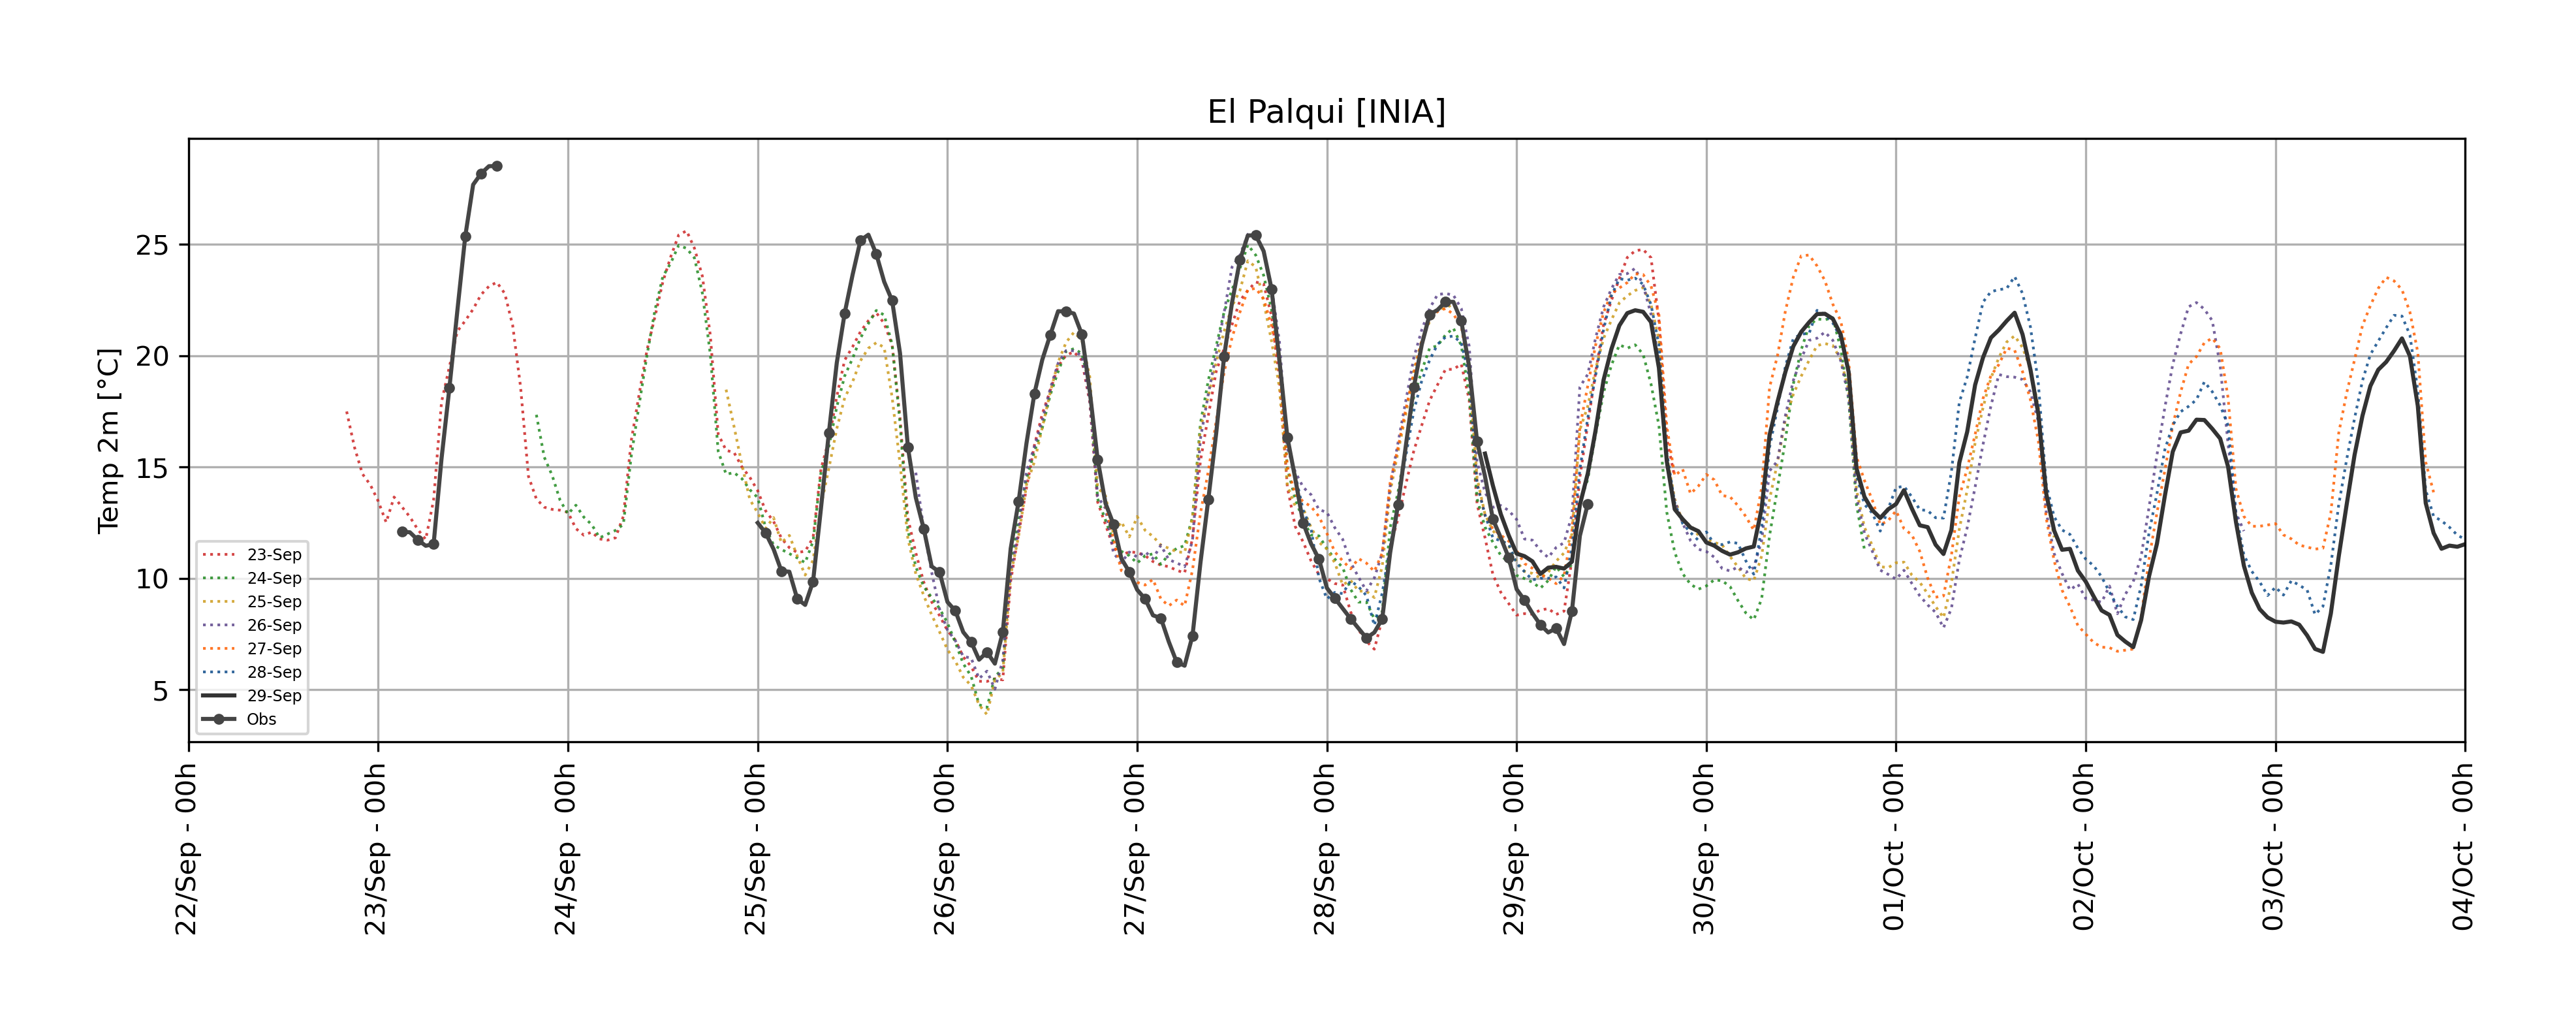 El Palqui [INIA]
Temp 2m [°C]
25
20
15
10
5
23-Sep
24-Sep
25-Sep
26-Sep
27-Sep
28-Sep
29-Sep
Obs
22/Sep - 00h
23/Sep - 00h
24/Sep - 00h
25/Sep - 00h
26/Sep - 00h
27/Sep - 00h
28/Sep - 00h
29/Sep - 00h
30/Sep - 00h
01/Oct - 00h
02/Oct - 00h
03/Oct - 00h
04/Oct - 00h